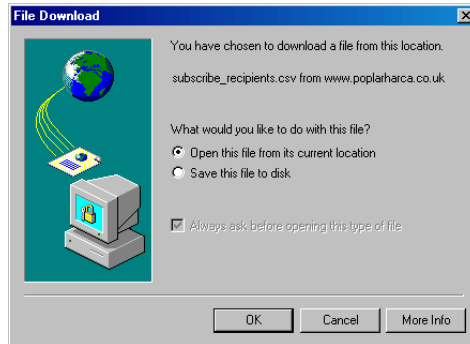 File Download
You have chosen to download a file from this location.
subscribe_recipients.csv from www.poplarharca.co.uk
What would you like to do with this file?
Open this file from its current location
Save this file to disk
Always ask before opening this type of file
OK Cancel More Info